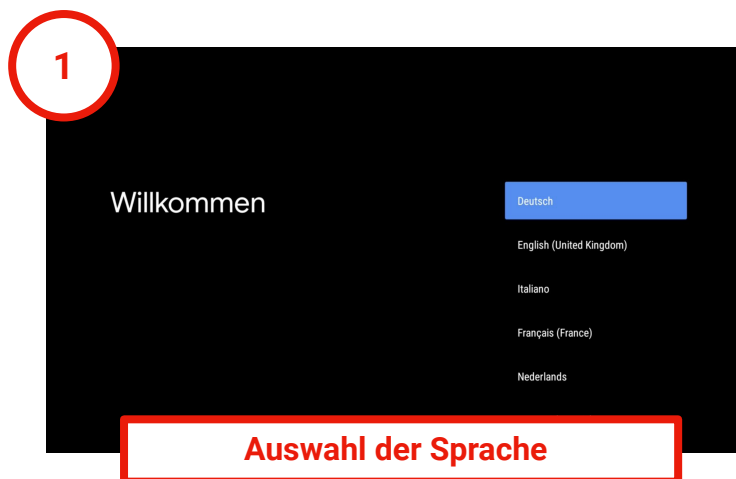 1
Willkommen
Deutsch
English (United Kingdom)
Italiano
Français (France)
Nederlands
Auswahl der Sprache